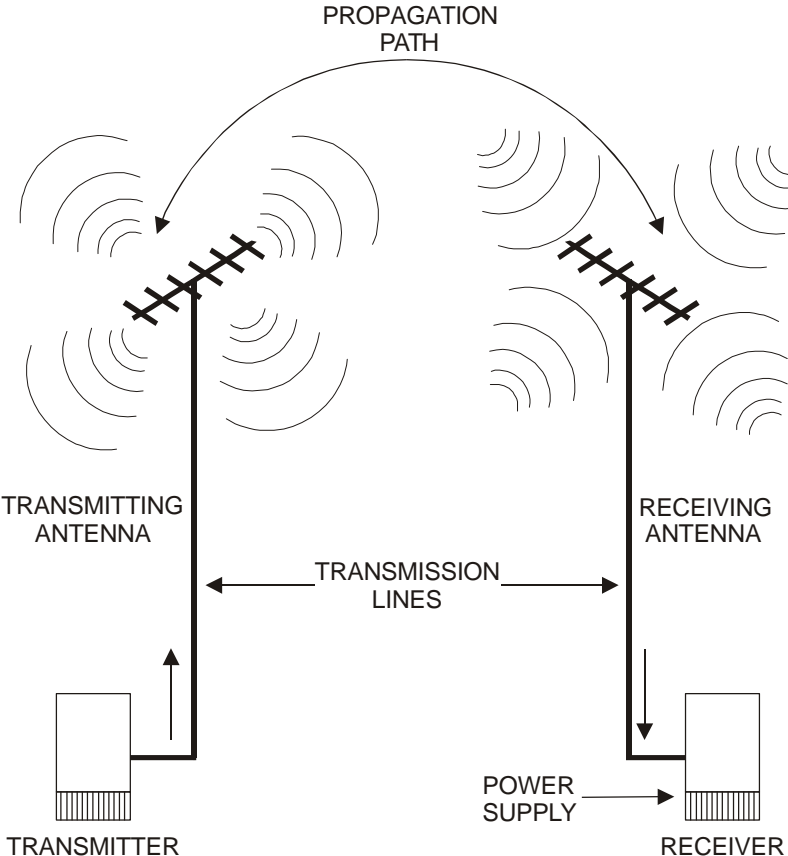 PROPAGATION
PATH
TRANSMITTING
ANTENNA
RECEIVING
ANTENNA
TRANSMISSION
LINES
POWER
SUPPLY
TRANSMITTER
RECEIVER